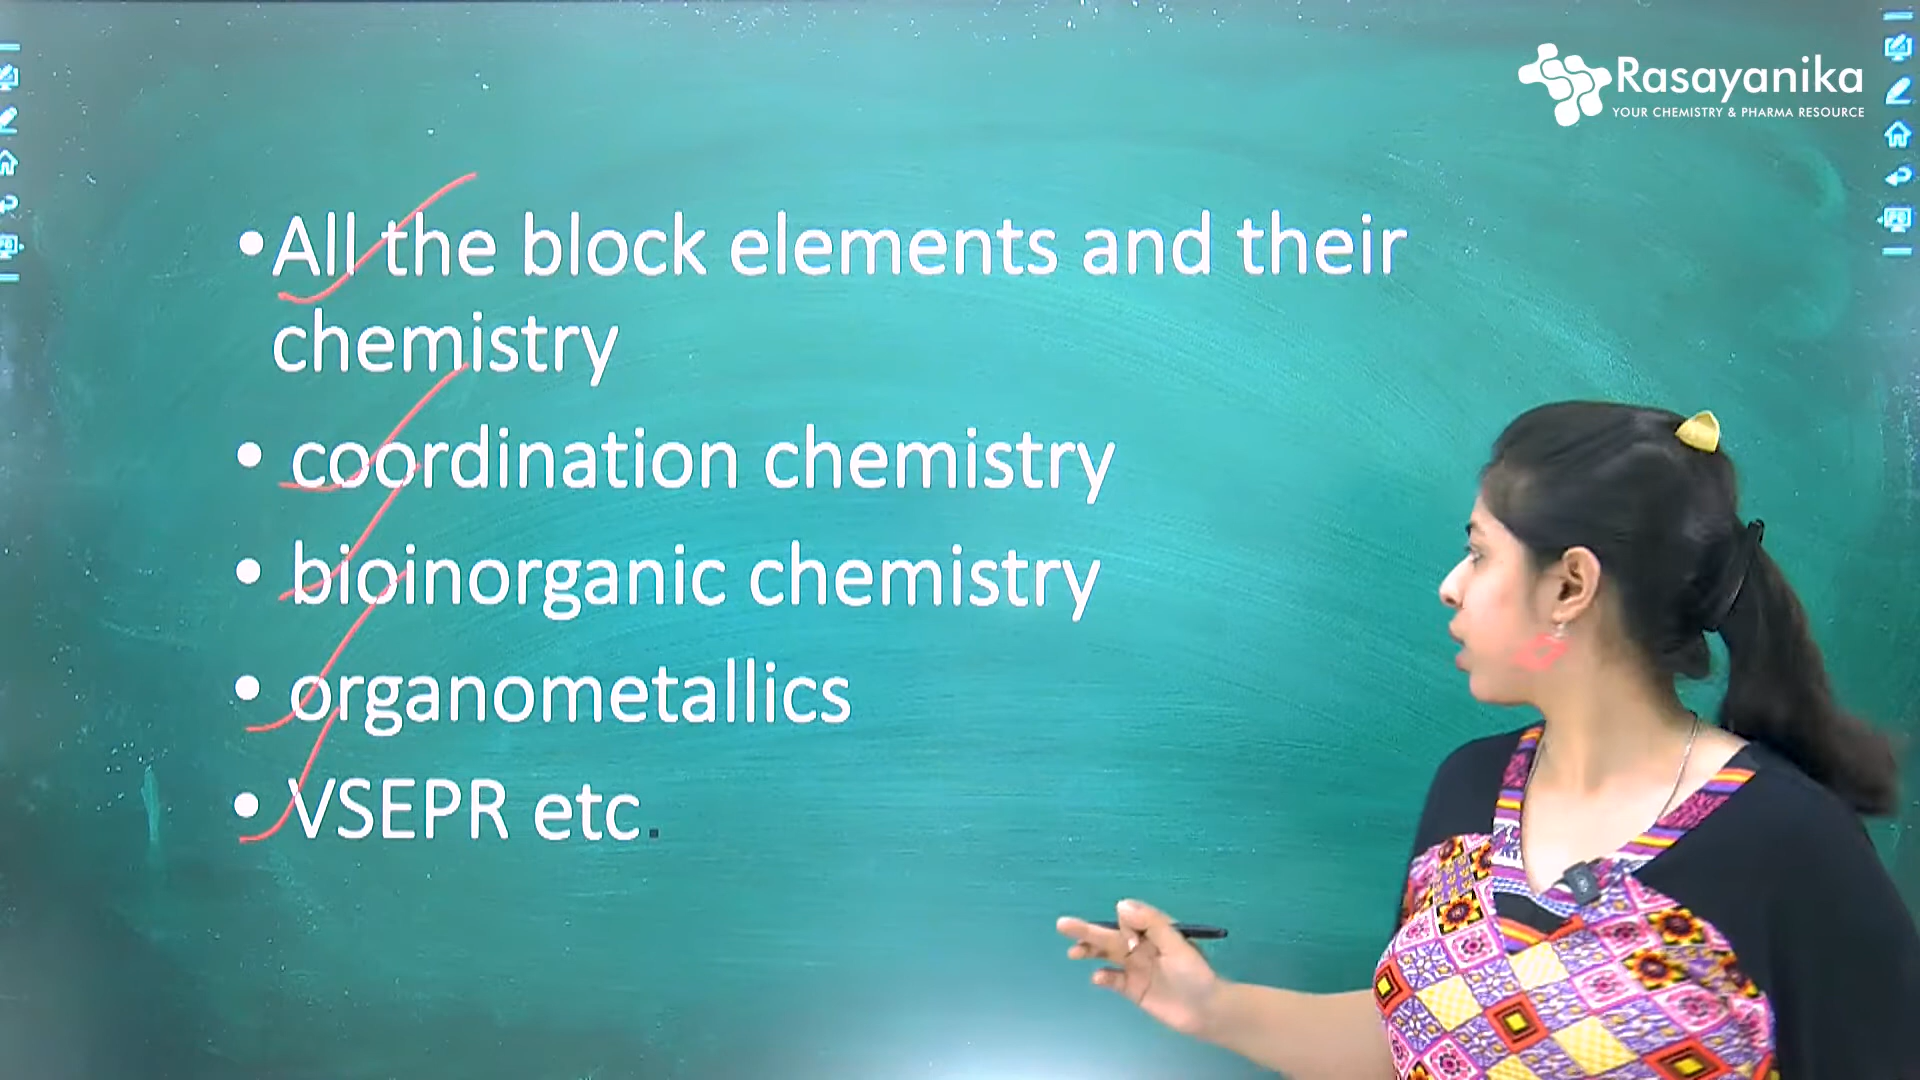 Rasayanika
YOUR CHEMISTRY & PHARMA RESOURCE
•All the block elements and their
chemistry
• coordination chemistry
• bioinorganic chemistry
• organometallics
• VSEPR etc.